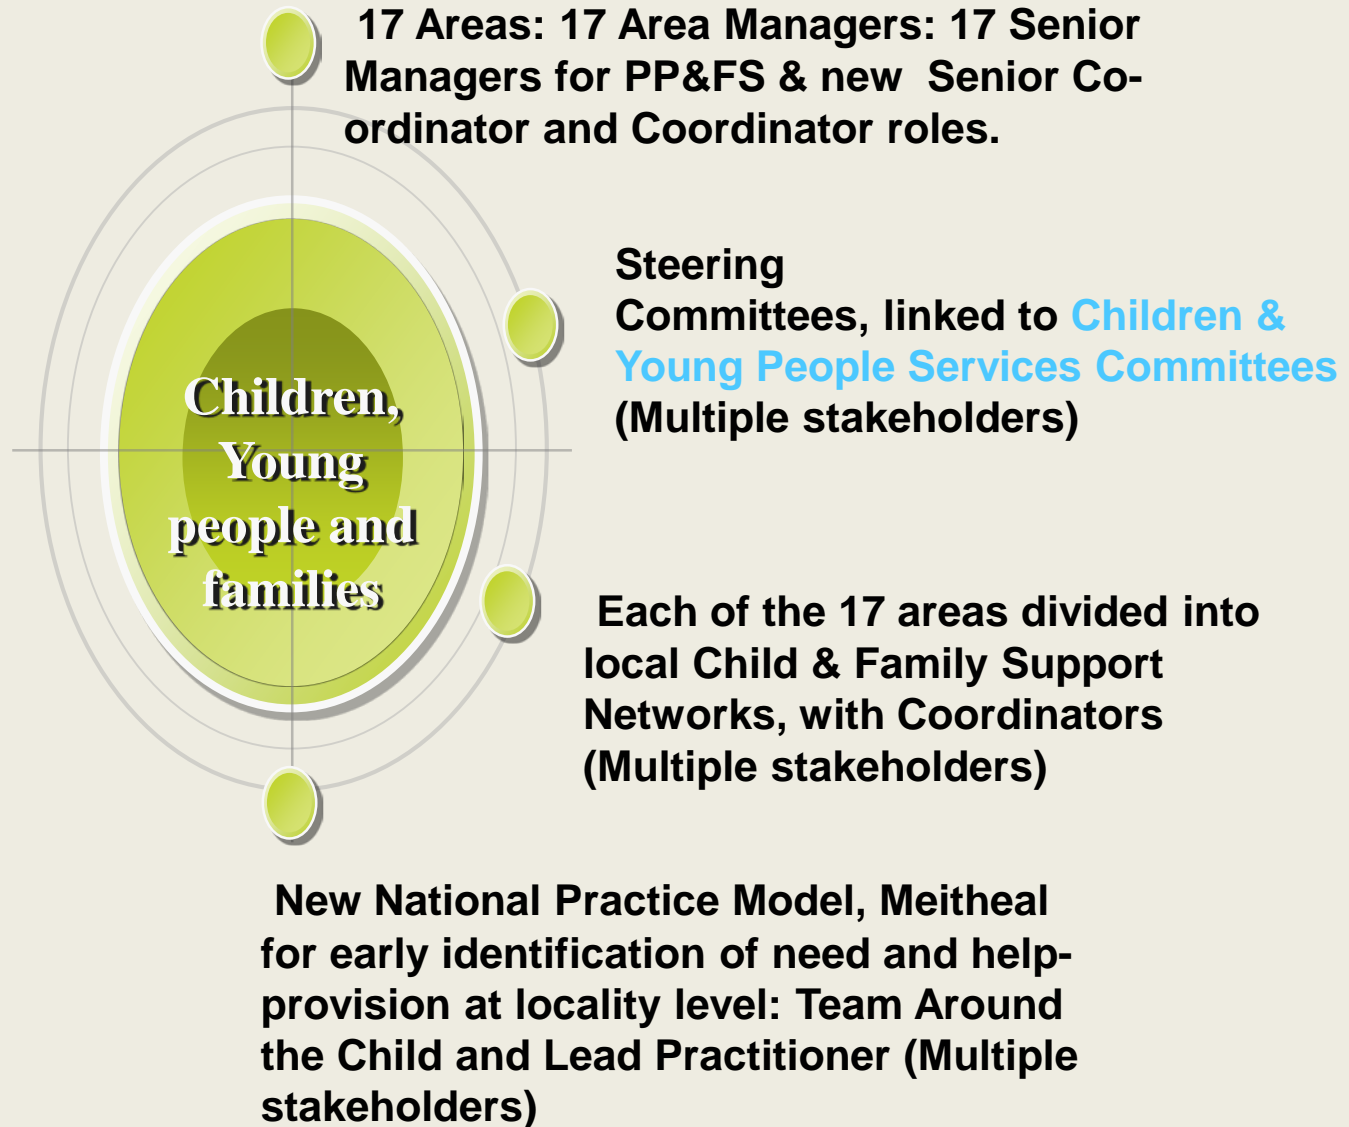 17 Areas: 17 Area Managers: 17 Senior
Managers for PP&FS & new Senior Co-
ordinator and Coordinator roles.
Steering
Committees, linked to Children &
Young People Services Committees
(Multiple stakeholders)
Children,
Young
people and
families
Each of the 17 areas divided into
local Child & Family Support
Networks, with Coordinators
(Multiple stakeholders)
New National Practice Model, Meitheal
for early identification of need and help-
provision at locality level: Team Around
the Child and Lead Practitioner (Multiple
stakeholders)